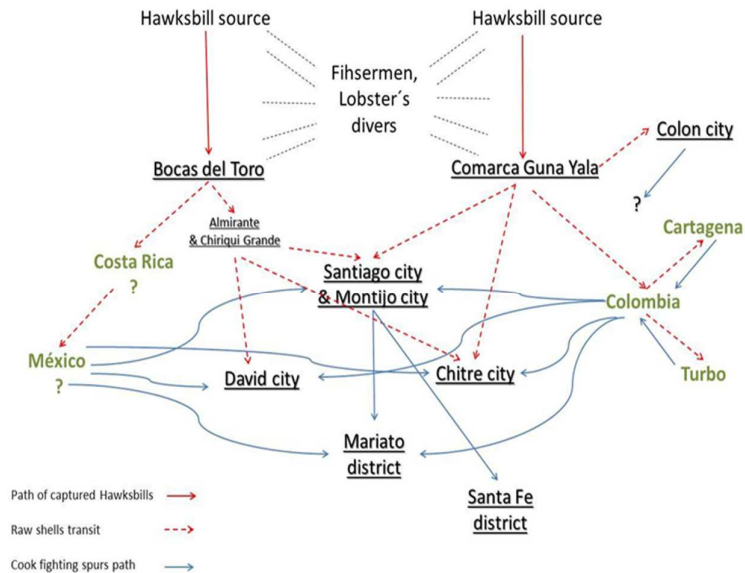 Hawksbill source
Hawksbill source
Fihsermen,
Lobster´s
divers
Colon city
Bocas del Toro
Comarca Guna Yala
?
Almirante
& Chiriqui Grande
Cartagena
Costa Rica
?
Santiago city
& Montijo city
Colombia
México
?
David city
Chitre city
Turbo
Mariato
district
Santa Fe
district
Path of captured Hawksbills
Raw shells transit
Cook fighting spurs path